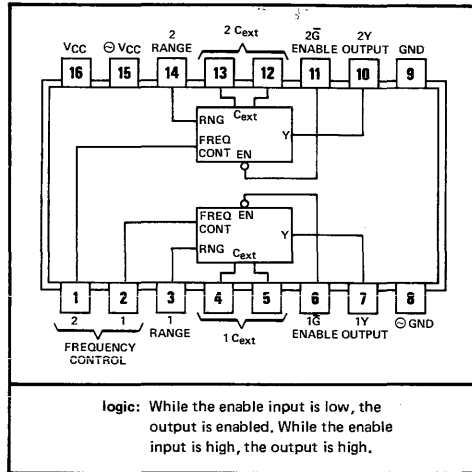 2 2 C̅ext 2G̅ 2Y
VCC ⊝ VCC RANGE ENABLE OUTPUT GND
16 15 14 13 12 11 10 9
RNG Cext
FREQ Y
CONT EN
FREQ EN
CONT Y
RNG Cext
1 2 3 4 5 6 7 8
2 1 1 1G̅ 1Y ⊝ GND
RANGE ENABLE OUTPUT
FREQUENCY 1 Cext
CONTROL
logic: While the enable input is low, the
output is enabled. While the enable
input is high, the output is high.